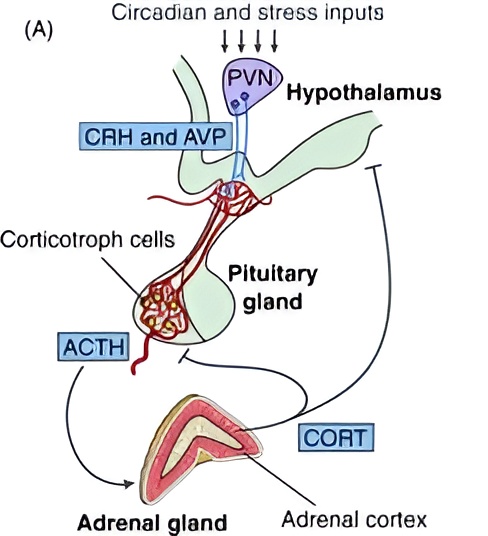 Circadian and stress inputs
(A)
PVN
Hypothalamus
CRH and AVP
Corticotroph cells
Pituitary
gland
ACTH
CORT
Adrenal gland
Adrenal cortex